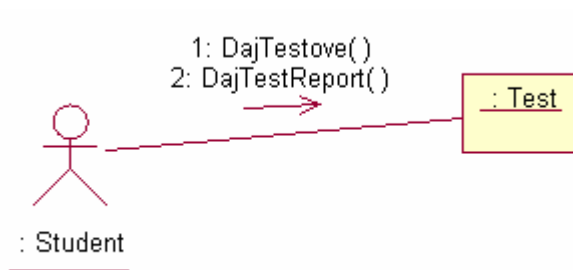 1: DajTestove()
2: DajTestReport()
: Test
: Student